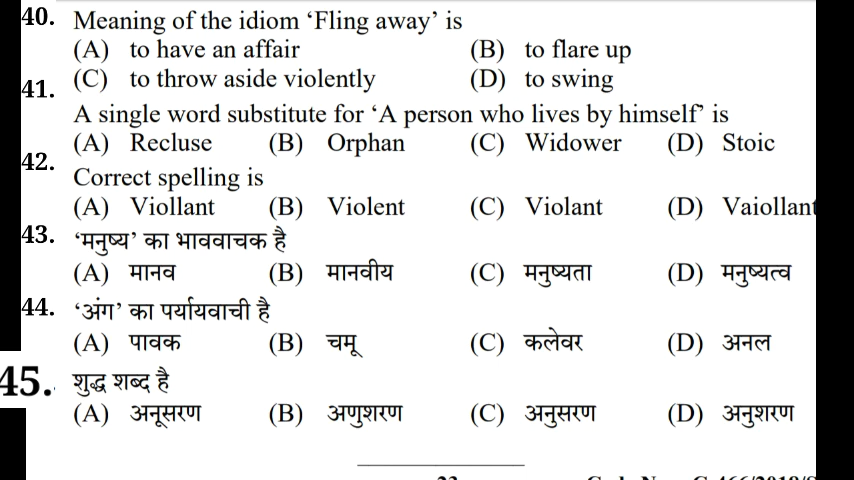 40. Meaning of the idiom ‘Fling away’ is
(A) to have an affair (B) to flare up
(C) to throw aside violently (D) to swing
41.
A single word substitute for ‘A person who lives by himself’ is
(A) Recluse (B) Orphan (C) Widower (D) Stoic
42.
Correct spelling is
(A) Viollant (B) Violent (C) Violant (D) Vaiollant
43. ‘मनुष्य’ का भाववाचक है
(A) मानव (B) मानवीय (C) मनुष्यता (D) मनुष्यत्व
44. ‘अंग’ का पर्यायवाची है
(A) पावक (B) चमू (C) कलेवर (D) अनल
45. शुद्ध शब्द है
(A) अनूसरण (B) अणुशरण (C) अनुसरण (D) अनुशरण